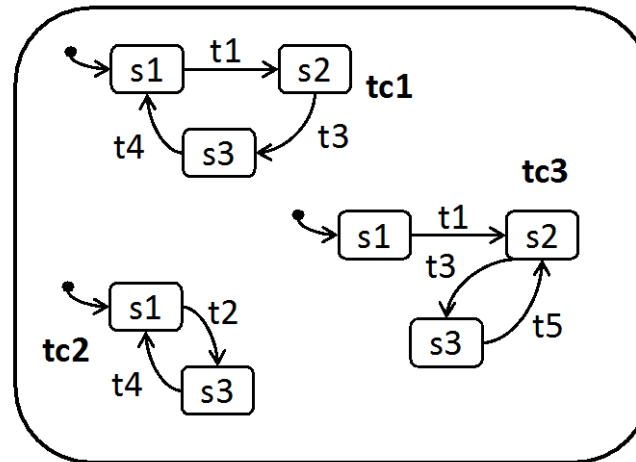 s1 t1 s2
tc1
t4 s3 t3
tc3
s1 t1 s2
t3
s3 t5
s1 t2
tc2
t4 s3